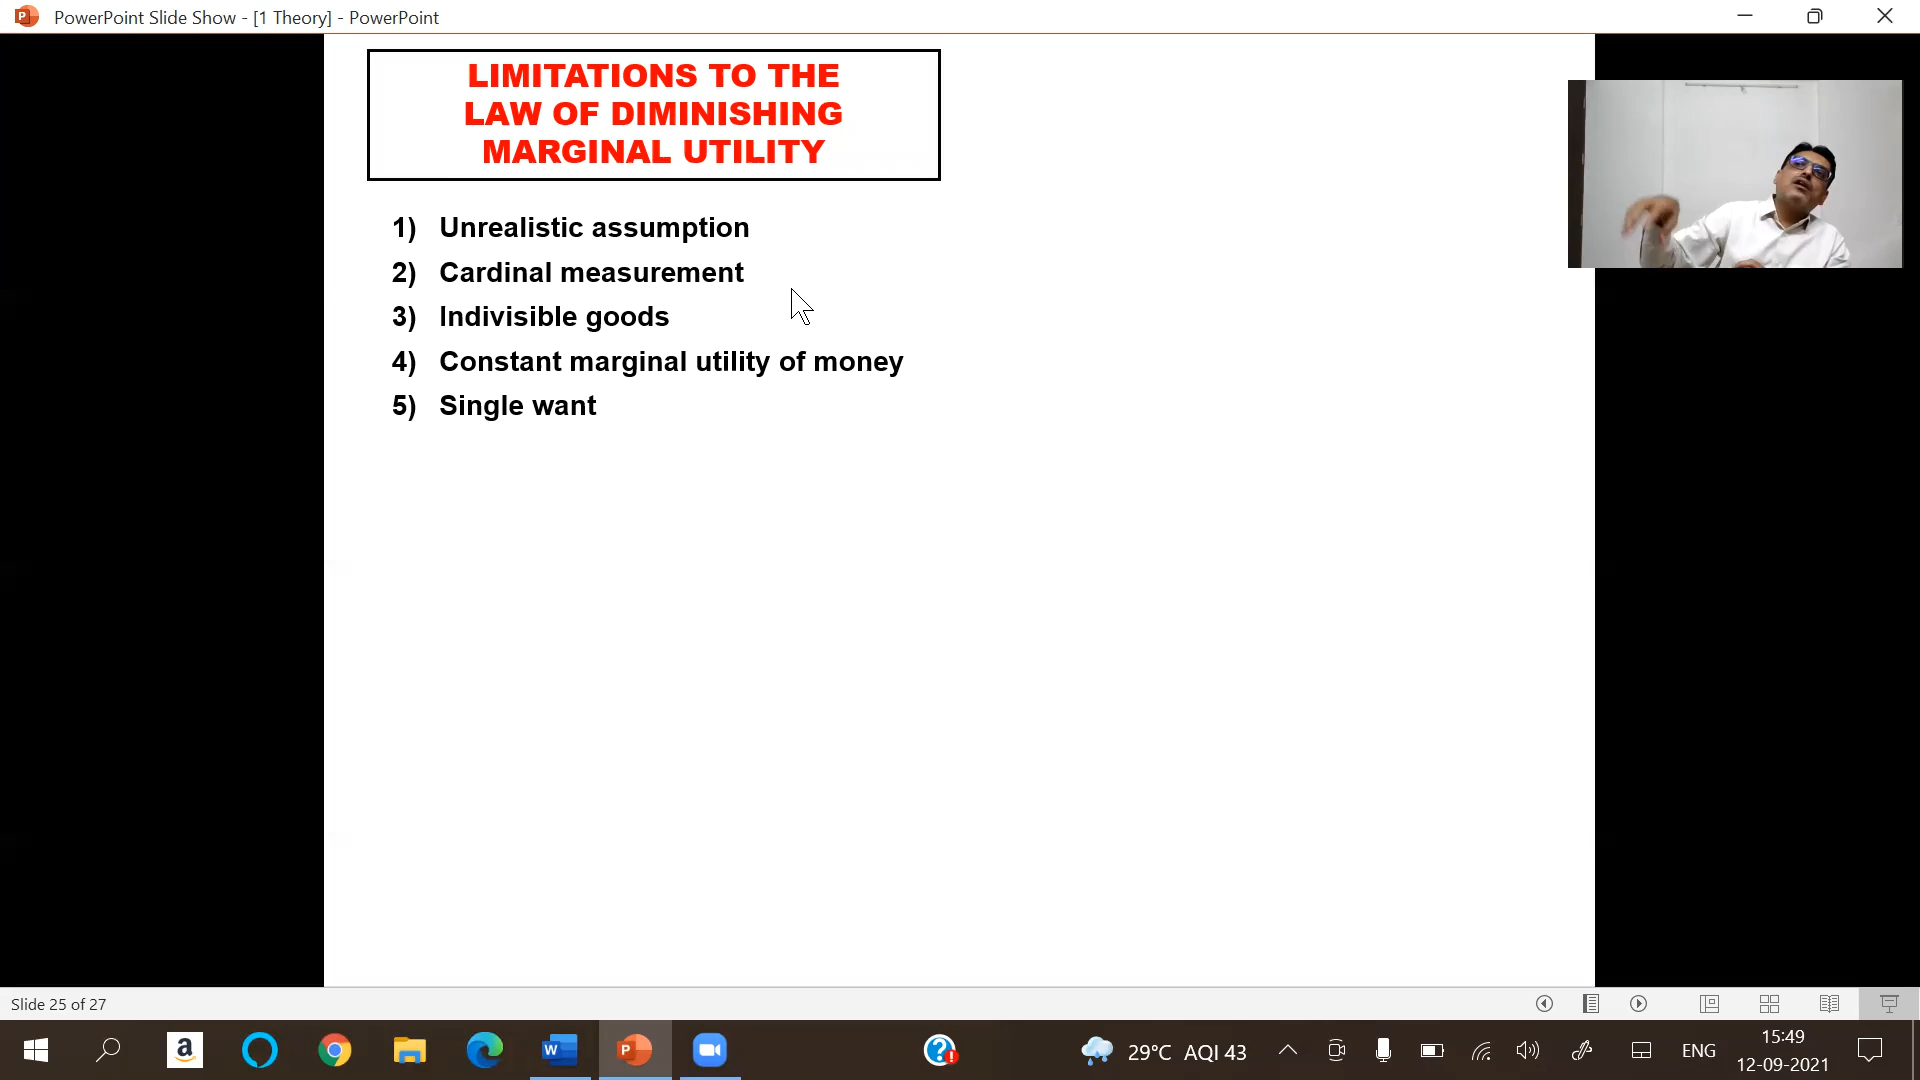 PowerPoint Slide Show - [1 Theory] - PowerPoint
LIMITATIONS TO THE
LAW OF DIMINISHING
MARGINAL UTILITY
1) Unrealistic assumption
2) Cardinal measurement
3) Indivisible goods
4) Constant marginal utility of money
5) Single want
Slide 25 of 27
29°C AQI 43
ENG
15:49
12-09-2021